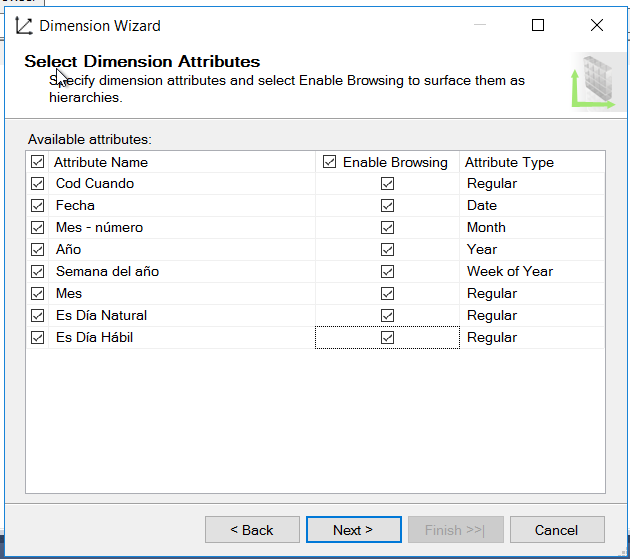 Dimension Wizard
Select Dimension Attributes
Specify dimension attributes and select Enable Browsing to surface them as
hierarchies.
Available attributes:
Attribute Name Enable Browsing Attribute Type
Cod Cuando Regular
Fecha Date
Mes - número Month
Año Year
Semana del año Week of Year
Mes Regular
Es Día Natural Regular
Es Día Hábil Regular
< Back Next > Finish >>| Cancel